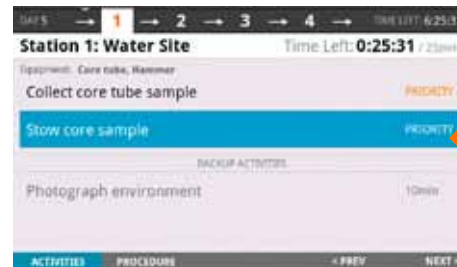 DAY 5 → 1 → 2 → 3 → 4 → TIME LEFT 6:25:3
Station 1: Water Site Time Left: 0:25:31
Equipment: Core tube, Hammer
Collect core tube sample PRIORITY
Stow core sample PRIORITY
BACKUP ACTIVITIES
Photograph environment 10min
ACTIVITIES PROCEDURE < PREV NEXT